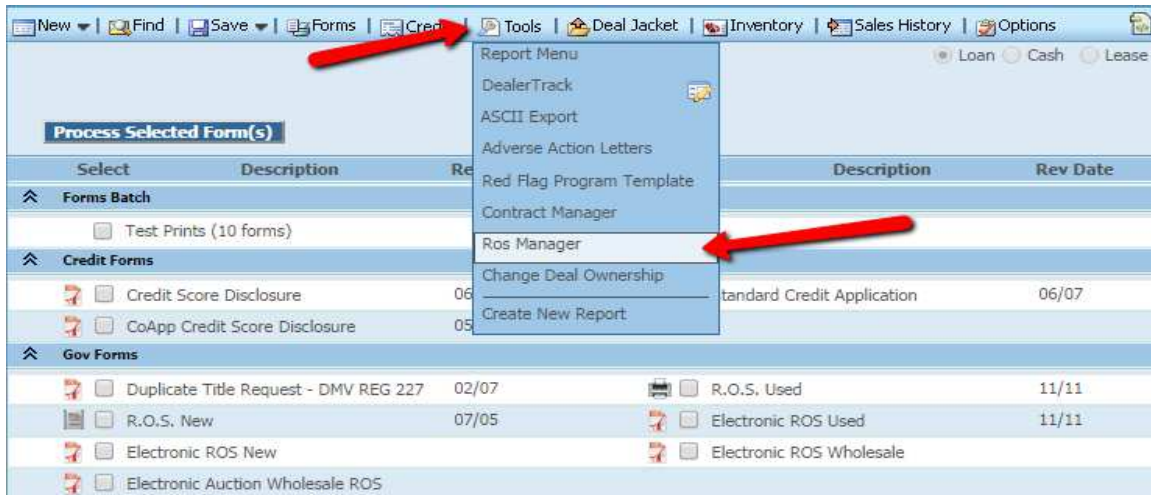 New | Find | Save | Forms | Cred | Tools | Deal Jacket | Inventory | Sales History | Options
Report Menu
Loan Cash Lease
DealerTrack
ASCII Export
Process Selected Form(s)
Adverse Action Letters
Select Description Re Description Rev Date
Red Flag Program Template
Forms Batch
Contract Manager
Test Prints (10 forms)
Ros Manager
Credit Forms
Change Deal Ownership
Credit Score Disclosure 06 tandard Credit Application 06/07
Create New Report
CoApp Credit Score Disclosure 05
Gov Forms
Duplicate Title Request - DMV REG 227 02/07 R.O.S. Used 11/11
R.O.S. New 07/05 Electronic ROS Used 11/11
Electronic ROS New Electronic ROS Wholesale
Electronic Auction Wholesale ROS